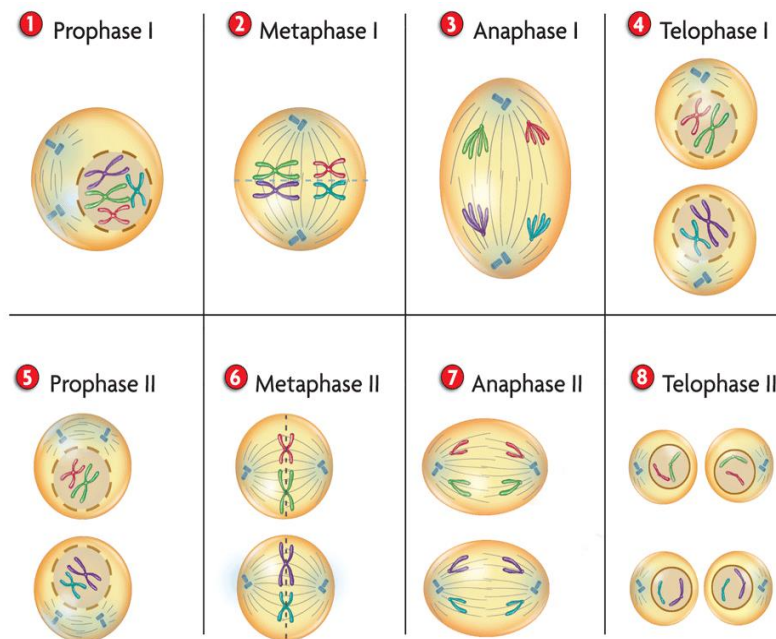 1 Prophase I
2 Metaphase I
3 Anaphase I
4 Telophase I
5 Prophase II
6 Metaphase II
7 Anaphase II
8 Telophase II